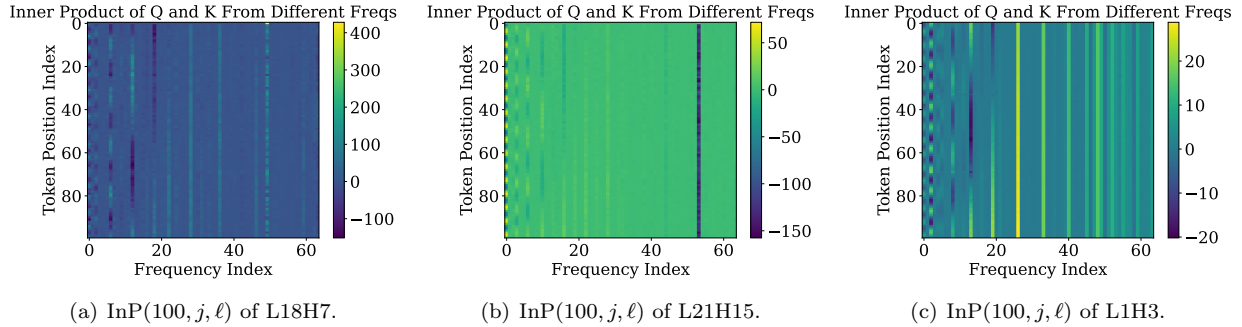 Inner Product of Q and K From Different Freqs
0
20
40
60
80
Token Position Index
0 20 40 60
Frequency Index
400
300
200
100
0
−100
(a) InP(100, j, ℓ) of L18H7.
Inner Product of Q and K From Different Freqs
0
20
40
60
80
Token Position Index
0 20 40 60
Frequency Index
50
0
−50
−100
−150
(b) InP(100, j, ℓ) of L21H15.
Inner Product of Q and K From Different Freqs
0
20
40
60
80
Token Position Index
0 20 40 60
Frequency Index
20
10
0
−10
−20
(c) InP(100, j, ℓ) of L1H3.